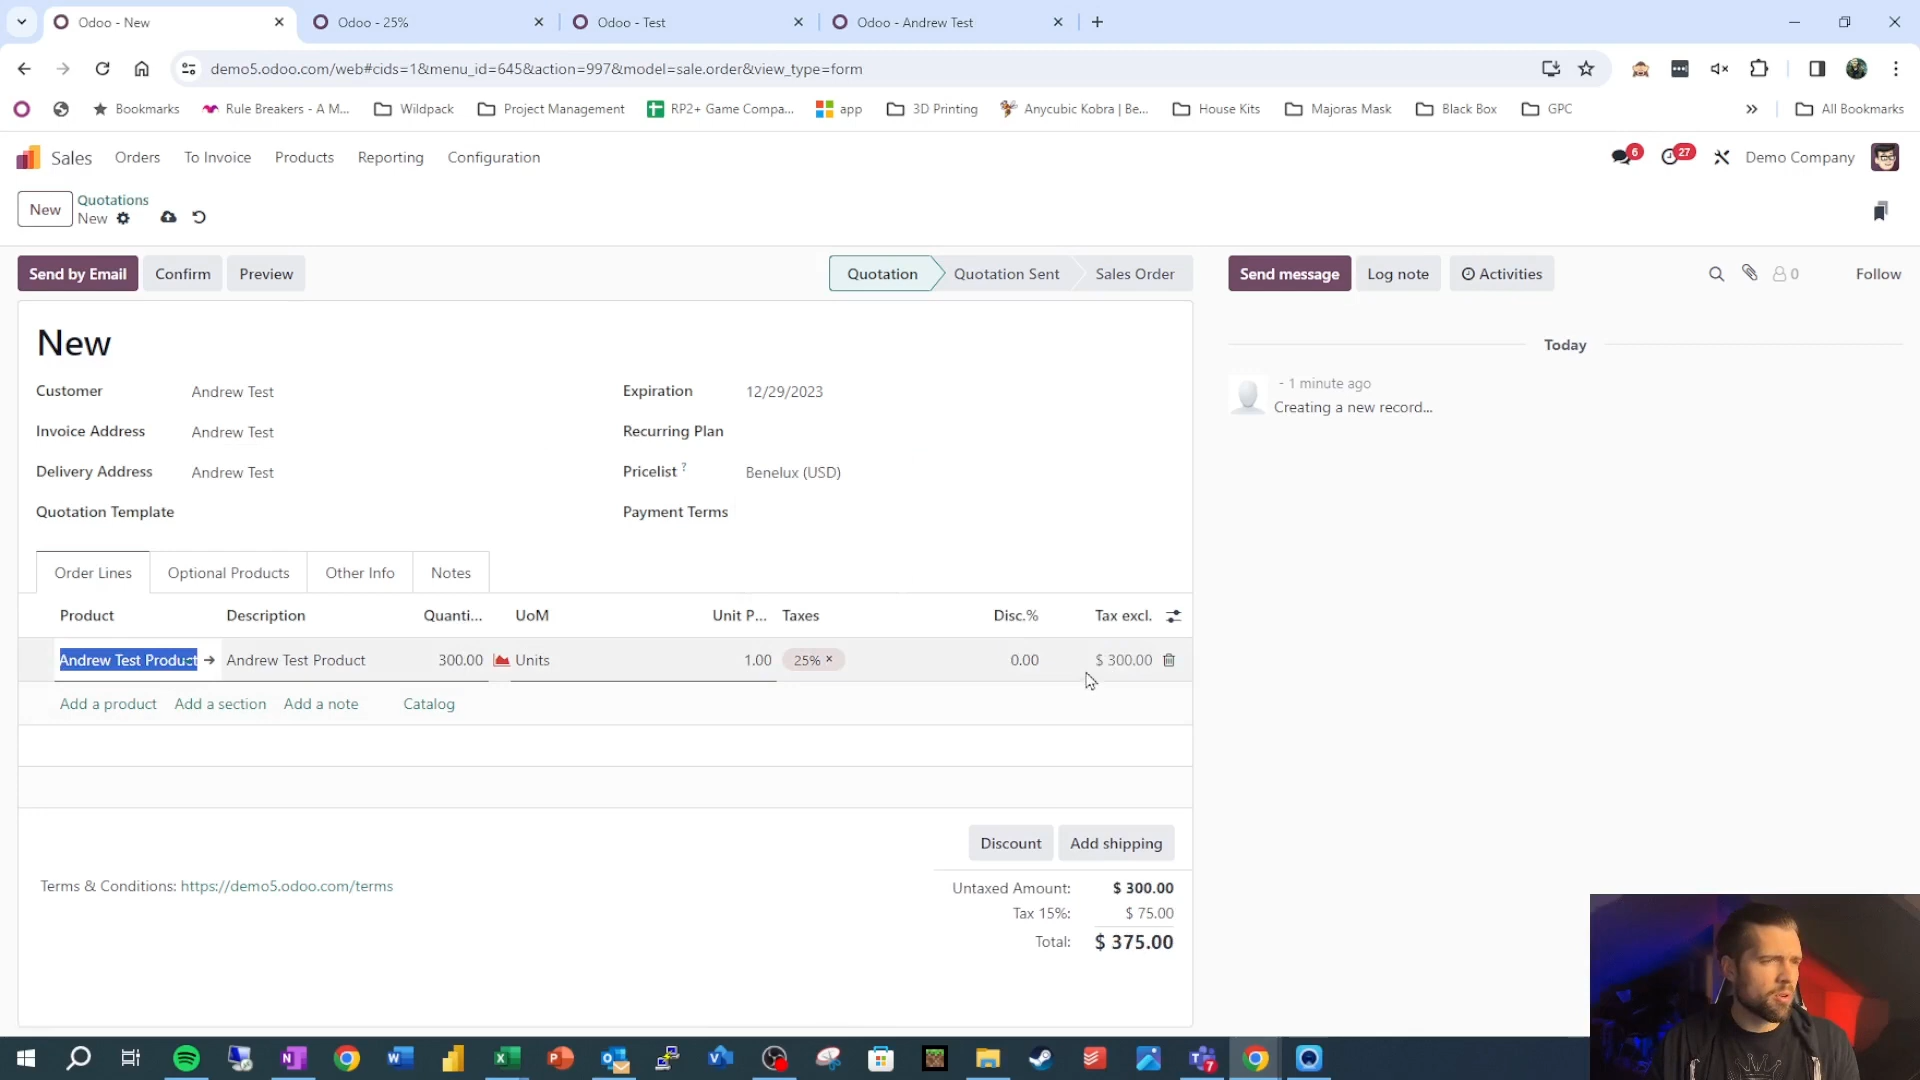 Odoo - New
Odoo - 25%
Odoo - Test
Odoo - Andrew Test
demo5.odoo.com/web#cids=1&menu_id=645&action=997&model=sale.order&view_type=form
Bookmarks
Rule Breakers - A M...
Wildpack
Project Management
RP2+ Game Compa...
app
3D Printing
Anycubic Kobra | Be...
House Kits
Majoras Mask
Black Box
GPC
»
All Bookmarks
Sales
Orders
To Invoice
Products
Reporting
Configuration
6
27
Demo Company
New
Quotations
New
Send by Email
Confirm
Preview
Quotation
Quotation Sent
Sales Order
Send message
Log note
Activities
0
Follow
New
Today
Customer
Andrew Test
Expiration
12/29/2023
- 1 minute ago
Creating a new record...
Invoice Address
Andrew Test
Recurring Plan
Delivery Address
Andrew Test
Pricelist ?
Benelux (USD)
Quotation Template
Payment Terms
Order Lines
Optional Products
Other Info
Notes
Product
Description
Quanti...
UoM
Unit P...
Taxes
Disc.%
Tax excl.
Andrew Test Product
Andrew Test Product
300.00
Units
1.00
25% ×
0.00
$ 300.00
Add a product
Add a section
Add a note
Catalog
Discount
Add shipping
Terms & Conditions: https://demo5.odoo.com/terms
Untaxed Amount:
$ 300.00
Tax 15%:
$ 75.00
Total:
$ 375.00
7